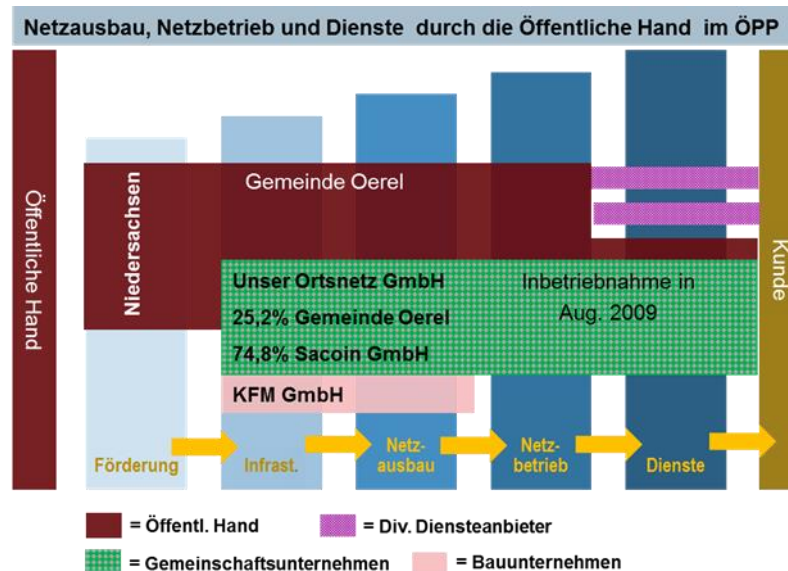 Netzausbau, Netzbetrieb und Dienste durch die Öffentliche Hand im ÖPP
Öffentliche Hand
Niedersachsen
Gemeinde Oerel
Unser Ortsnetz GmbH
25,2% Gemeinde Oerel
74,8% Sacoin GmbH
Inbetriebnahme in
Aug. 2009
KFM GmbH
Kunde
Förderung
Infrast.
Netz-
ausbau
Netz-
betrieb
Dienste
= Öffentl. Hand
= Div. Diensteanbieter
= Gemeinschaftsunternehmen
= Bauunternehmen